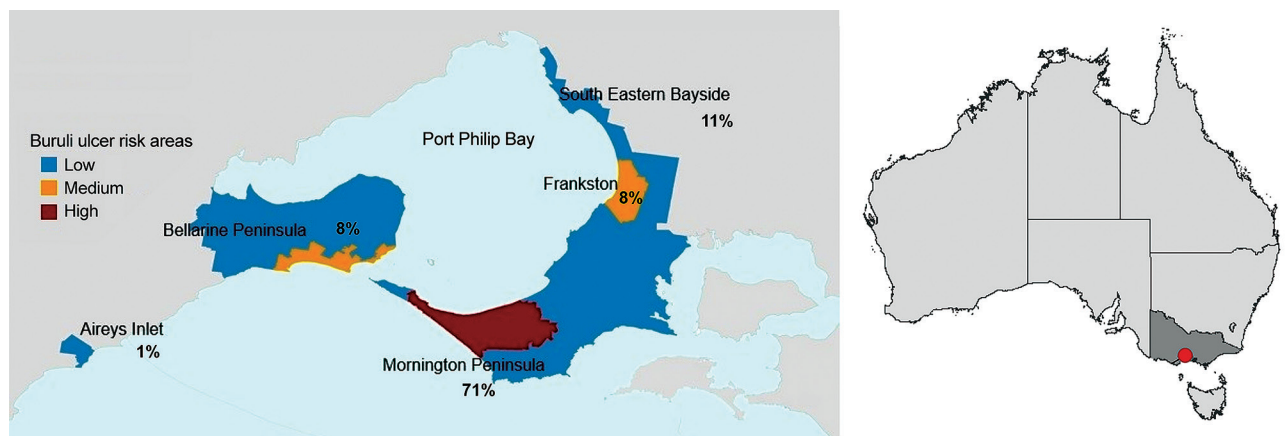 South Eastern Bayside
11%
Port Philip Bay
Buruli ulcer risk areas
Low
Medium
High
Frankston
8%
Bellarine Peninsula
8%
Aireys Inlet
1%
Mornington Peninsula
71%